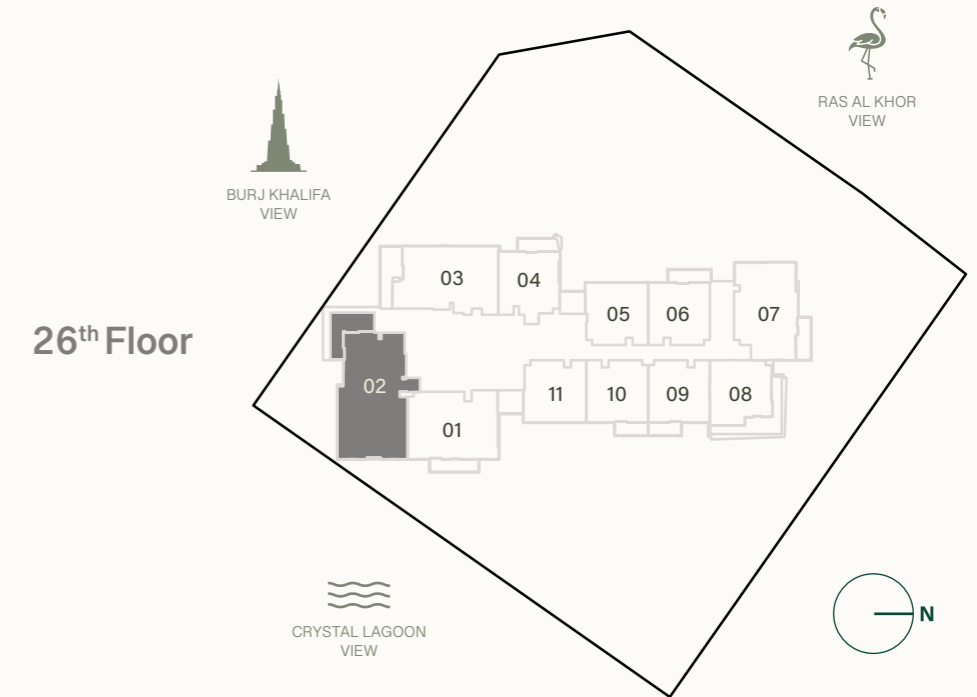 RAS AL KHOR
VIEW
BURJ KHALIFA
VIEW
26th Floor
03
04
05
06
07
02
01
11
10
09
08
CRYSTAL LAGOON
VIEW
N